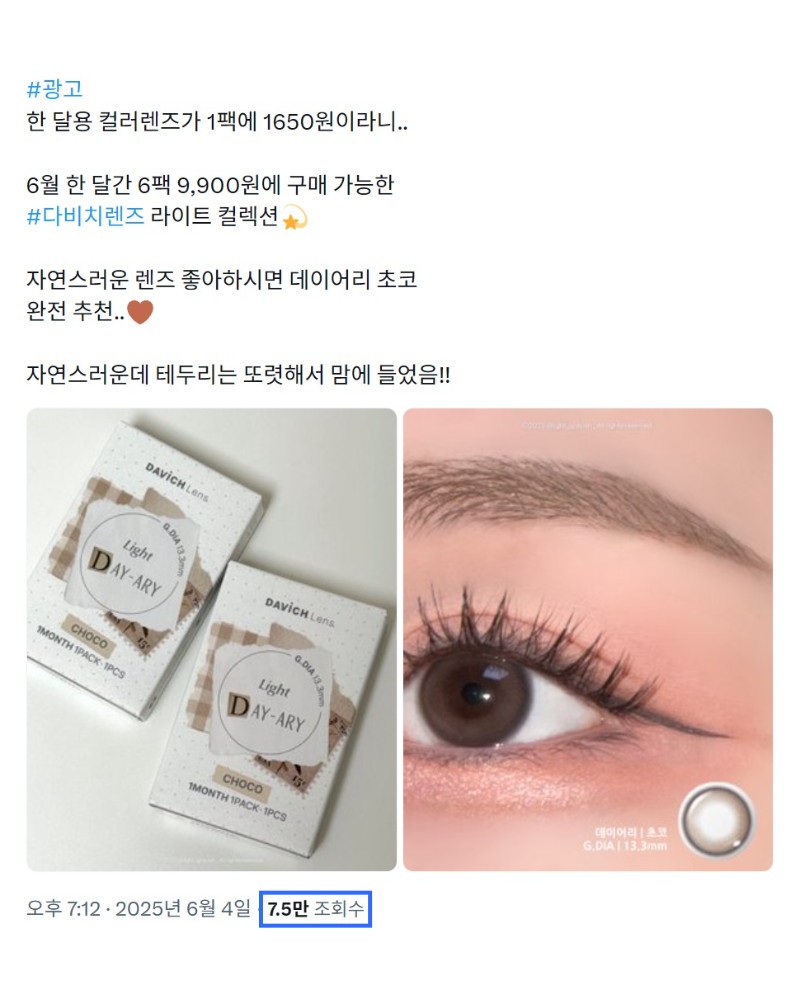 #광고
한 달용 컬러렌즈가 1팩에 1650원이라니..
6월 한 달간 6팩 9,900원에 구매 가능한
#다비치렌즈 라이트 컬렉션💫
자연스러운 렌즈 좋아하시면 데이어리 초코
완전 추천..🤎
자연스러운데 테두리는 또렷해서 맘에 들었음!!
DAVICH Lens
G.DIA 13.3mm
Light
DAY-ARY
CHOCO
1MONTH 1PACK·1PCS
DAVICH Lens
G.DIA 13.3mm
Light
DAY-ARY
CHOCO
1MONTH 1PACK·1PCS
데이어리 | 초코
G.DIA | 13.3mm
오후 7:12 · 2025년 6월 4일 · 7.5만 조회수